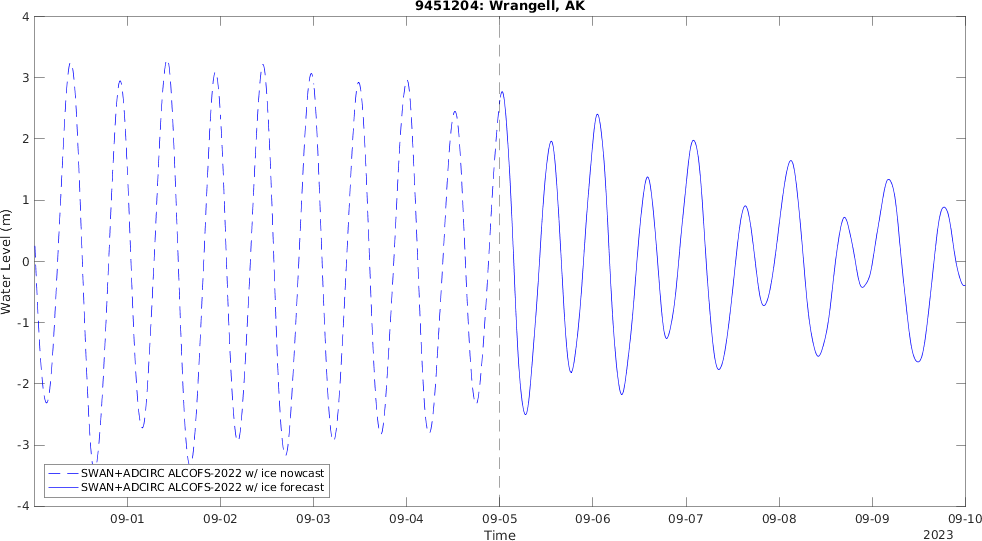 9451204: Wrangell, AK
4
3
2
1
0
-1
-2
-3
-4
Water Level (m)
SWAN+ADCIRC ALCOFS-2022 w/ ice nowcast
SWAN+ADCIRC ALCOFS-2022 w/ ice forecast
09-01 09-02 09-03 09-04 09-05 09-06 09-07 09-08 09-09 09-10
Time
2023